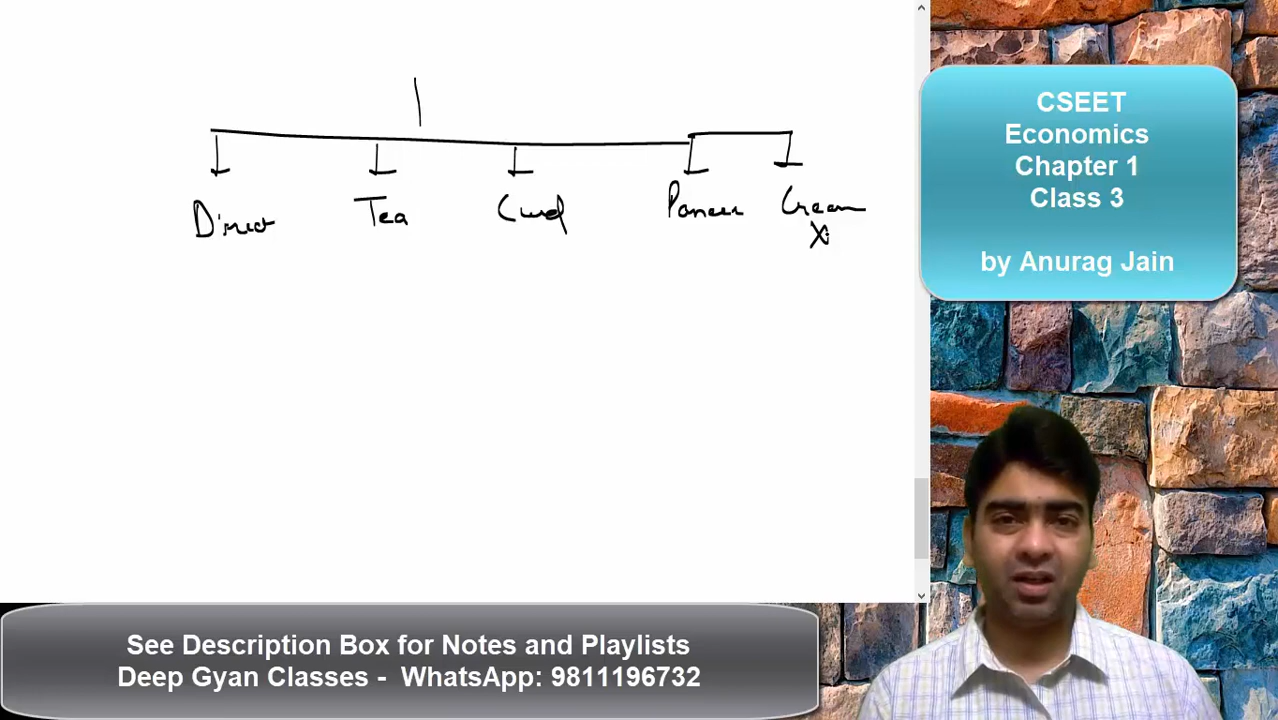 Direct Tea Curd Paneer Cream
X
CSEET
Economics
Chapter 1
Class 3
by Anurag Jain
See Description Box for Notes and Playlists
Deep Gyan Classes - WhatsApp: 9811196732